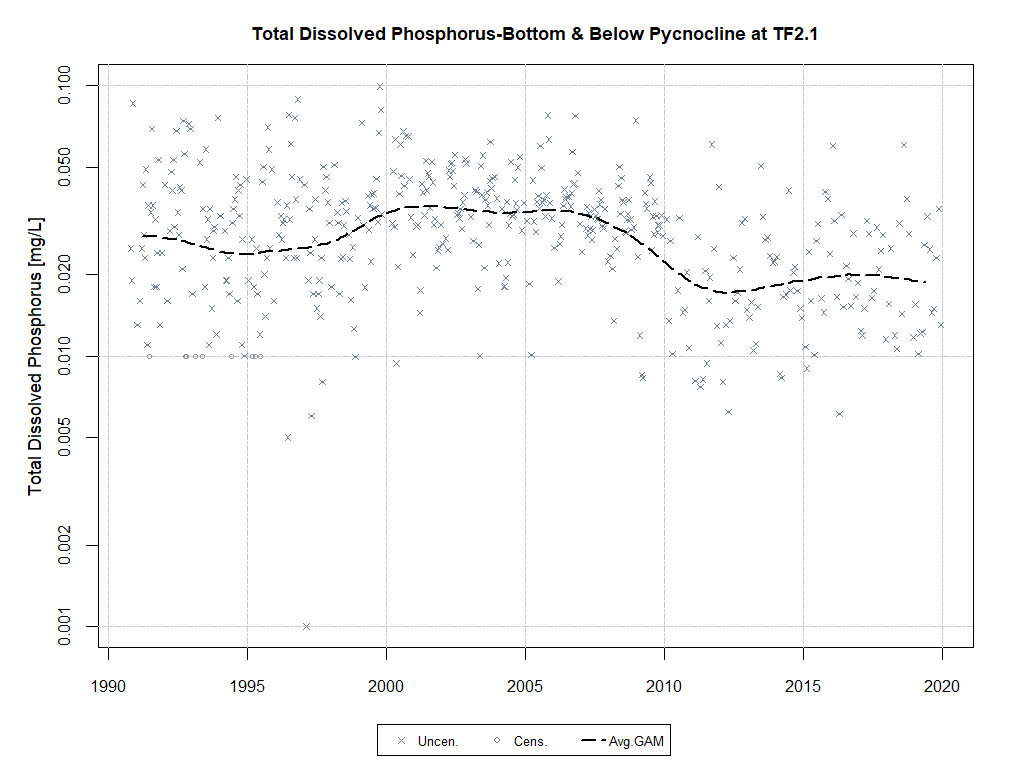 Total Dissolved Phosphorus-Bottom & Below Pycnocline at TF2.1
Total Dissolved Phosphorus [mg/L]
0.100
0.050
0.020
0.010
0.005
0.002
0.001
1990 1995 2000 2005 2010 2015 2020
Uncen. Cens. Avg.GAM